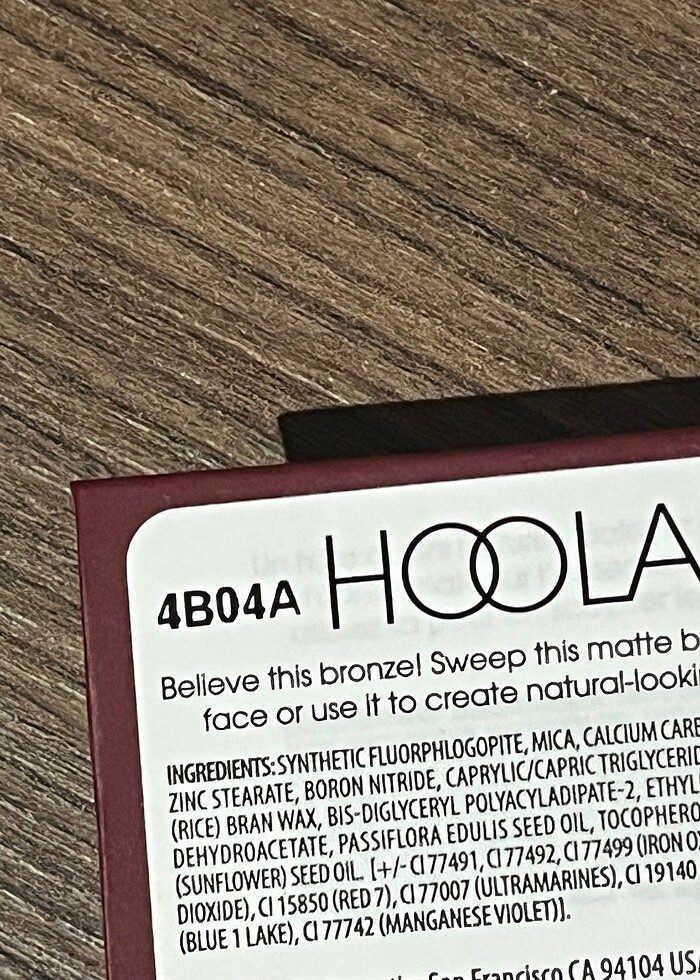 4B04A HOOLA
Believe this bronze! Sweep this matte b
face or use it to create natural-looki
INGREDIENTS: SYNTHETIC FLUORPHLOGOPITE, MICA, CALCIUM CARB
ZINC STEARATE, BORON NITRIDE, CAPRYLIC/CAPRIC TRIGLYCERID
(RICE) BRAN WAX, BIS-DIGLYCERYL POLYACYLADIPATE-2, ETHYL
DEHYDROACETATE, PASSIFLORA EDULIS SEED OIL, TOCOPHERO
(SUNFLOWER) SEED OIL. [+/- CI 77491, CI 77492, CI 77499 (IRON OX
DIOXIDE), CI 15850 (RED 7), CI 77007 (ULTRAMARINES), CI 19140
(BLUE 1 LAKE), CI 77742 (MANGANESE VIOLET)].
San Francisco CA 94104 US